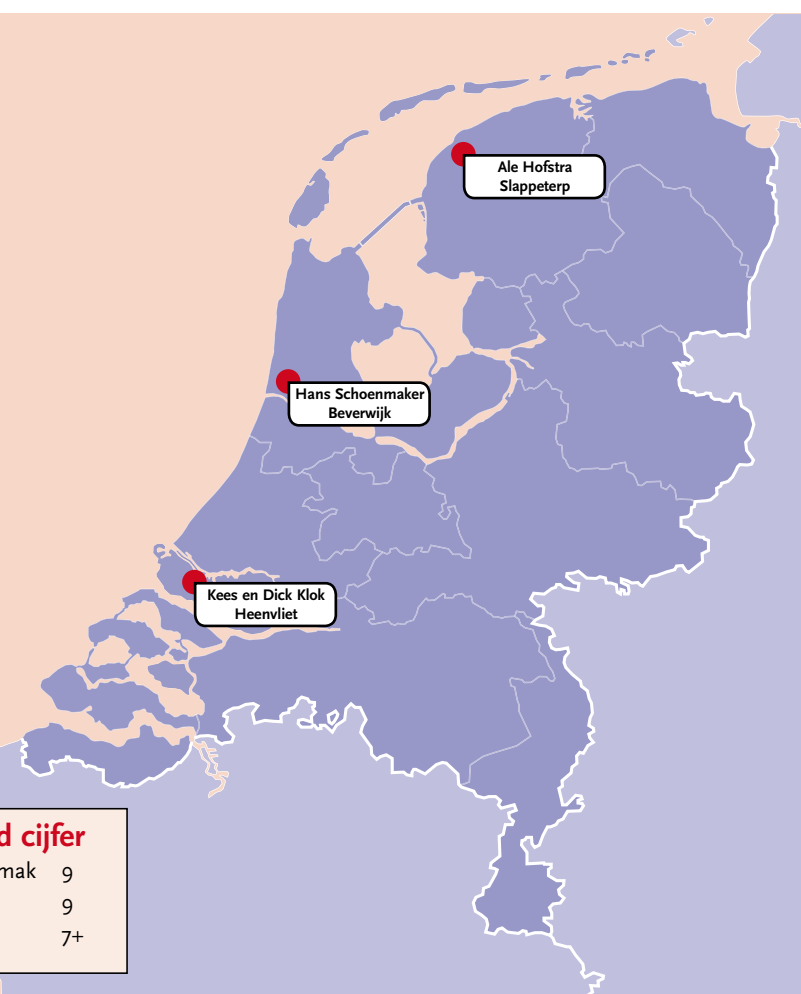 Ale Hofstra
Slappeterp
Hans Schoenmaker
Beverwijk
Kees en Dick Klok
Heenvliet
d cijfer
mak 9
9
7+